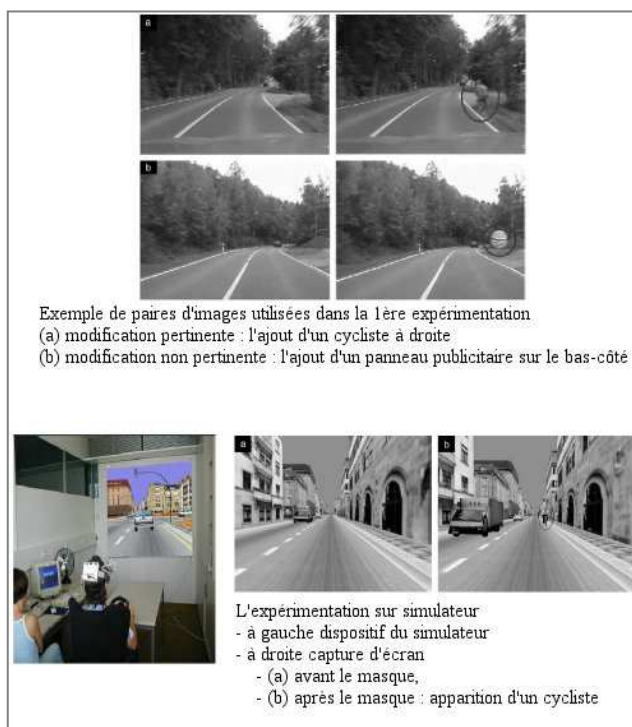 a
b
Exemple de paires d'images utilisées dans la 1ère expérimentation
(a) modification pertinente : l'ajout d'un cycliste à droite
(b) modification non pertinente : l'ajout d'un panneau publicitaire sur le bas-côté
a
b
L'expérimentation sur simulateur
- à gauche dispositif du simulateur
- à droite capture d'écran
- (a) avant le masque,
- (b) après le masque : apparition d'un cycliste